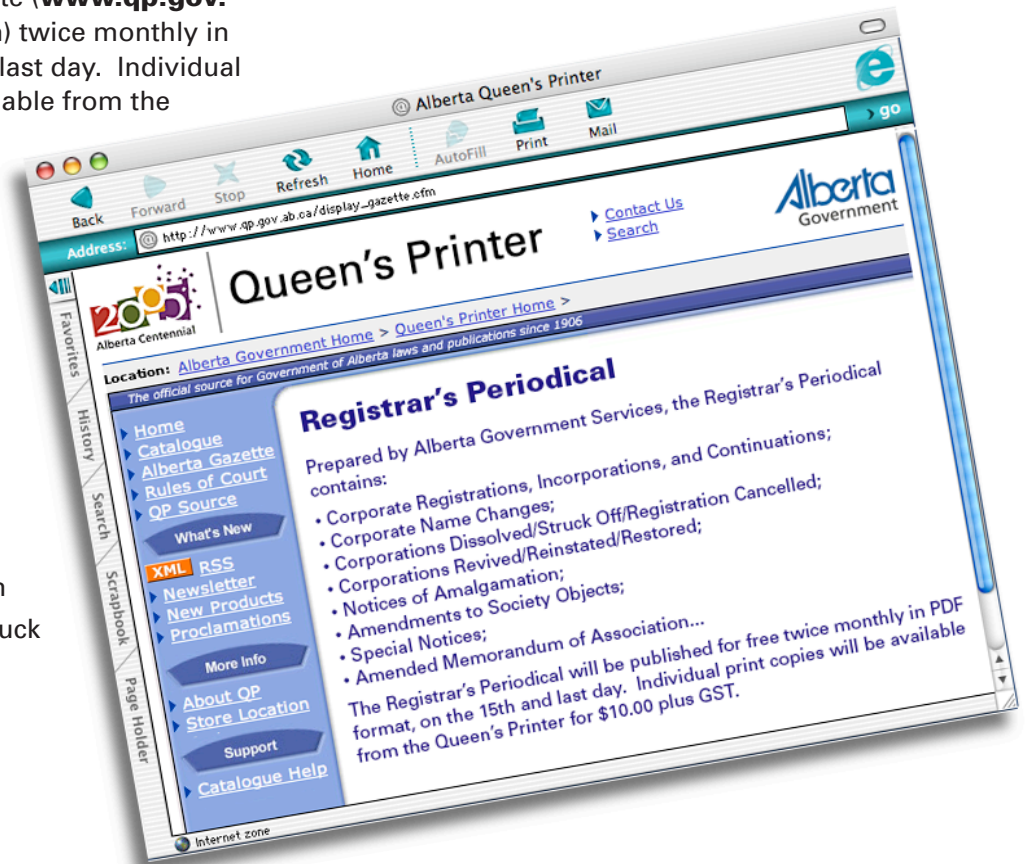 te (www.qp.gov.
) twice monthly in
last day. Individual
able from the
uck
Alberta Queen's Printer
Back
Forward
Stop
Refresh
Home
AutoFill
Print
Mail
Address:
http://www.qp.gov.ab.ca/display_gazette.cfm
go
Favorites
History
Search
Scrapbook
Page Holder
2005
Alberta Centennial
Queen's Printer
Contact Us
Search
Alberta
Government
Location: Alberta Government Home > Queen's Printer Home >
The official source for Government of Alberta laws and publications since 1906
Home
Catalogue
Alberta Gazette
Rules of Court
QP Source
What's New
XML RSS
Newsletter
New Products
Proclamations
More Info
About QP
Store Location
Support
Catalogue Help
Registrar's Periodical
Prepared by Alberta Government Services, the Registrar's Periodical
contains:
• Corporate Registrations, Incorporations, and Continuations;
• Corporate Name Changes;
• Corporations Dissolved/Struck Off/Registration Cancelled;
• Corporations Revived/Reinstated/Restored;
• Notices of Amalgamation;
• Amendments to Society Objects;
• Special Notices;
• Amended Memorandum of Association...
The Registrar's Periodical will be published for free twice monthly in PDF
format, on the 15th and last day. Individual print copies will be available
from the Queen's Printer for $10.00 plus GST.
Internet zone